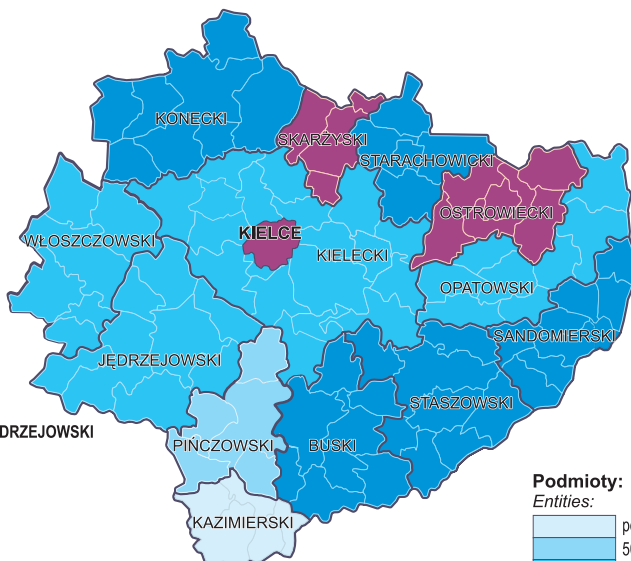 KONECKI
SKARŻYSKI
STARACHOWICKI
OSTROWIECKI
KIELCE
WŁOSZCZOWSKI
KIELECKI
OPATOWSKI
SANDOMIERSKI
JĘDRZEJOWSKI
STASZOWSKI
DRZEJOWSKI
PIŃCZOWSKI
BUSKI
KAZIMIERSKI
Podmioty:
Entities: